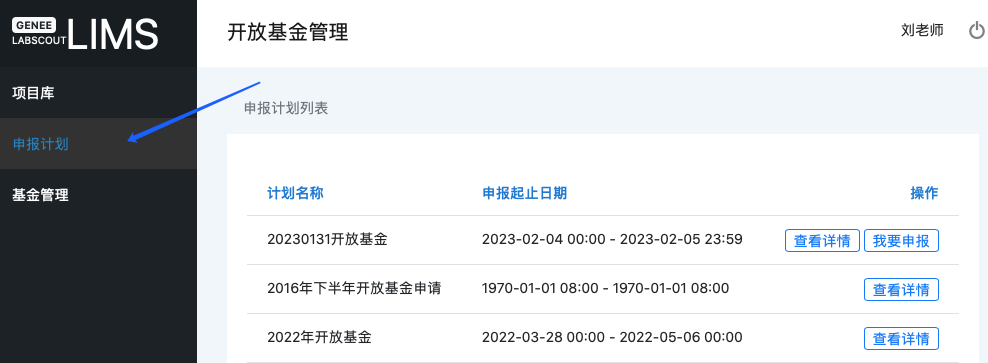 GENEE
LABSCOUT LIMS
开放基金管理
刘老师
项目库
申报计划
基金管理
申报计划列表
计划名称 申报起止日期 操作
20230131开放基金 2023-02-04 00:00 - 2023-02-05 23:59 查看详情 我要申报
2016年下半年开放基金申请 1970-01-01 08:00 - 1970-01-01 08:00 查看详情
2022年开放基金 2022-03-28 00:00 - 2022-05-06 00:00 查看详情